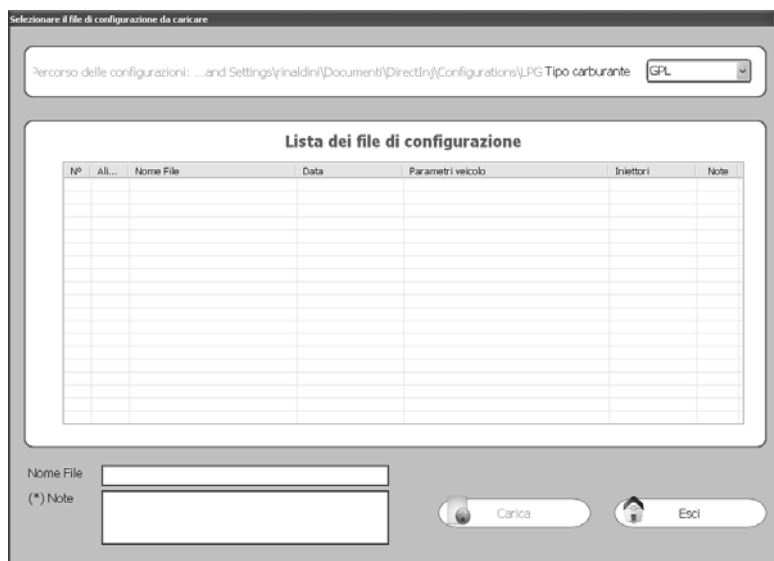 Selezionare il file di configurazione da caricare
Percorso delle configurazioni: ...and Settings\rinaldini\Documenti\DirectInj\Configurations\LPG Tipo carburante GPL
Lista dei file di configurazione
Nº Ali... Nome File Data Parametri veicolo Iniettori Note
Nome File
(*) Note
Carica Esci